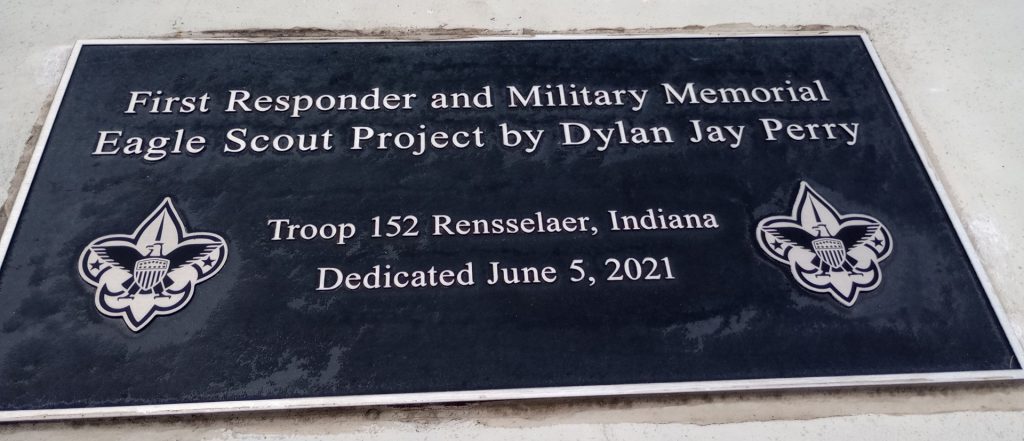 First Responder and Military Memorial
Eagle Scout Project by Dylan Jay Perry
Troop 152 Rensselaer, Indiana
Dedicated June 5, 2021